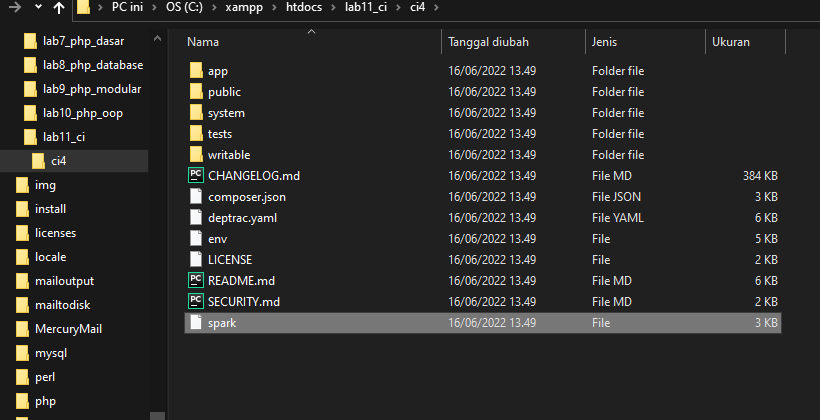 PC ini > OS (C:) > xampp > htdocs > lab11_ci > ci4 >
lab7_php_dasar
lab8_php_database
lab9_php_modular
lab10_php_oop
lab11_ci
ci4
img
install
licenses
locale
mailoutput
mailtodisk
MercuryMail
mysql
perl
php
Nama Tanggal diubah Jenis Ukuran
app 16/06/2022 13.49 Folder file
public 16/06/2022 13.49 Folder file
system 16/06/2022 13.49 Folder file
tests 16/06/2022 13.49 Folder file
writable 16/06/2022 13.49 Folder file
PC CHANGELOG.md 16/06/2022 13.49 File MD 384 KB
composer.json 16/06/2022 13.49 File JSON 3 KB
deptrac.yaml 16/06/2022 13.49 File YAML 6 KB
env 16/06/2022 13.49 File 5 KB
LICENSE 16/06/2022 13.49 File 2 KB
PC README.md 16/06/2022 13.49 File MD 6 KB
PC SECURITY.md 16/06/2022 13.49 File MD 2 KB
spark 16/06/2022 13.49 File 3 KB